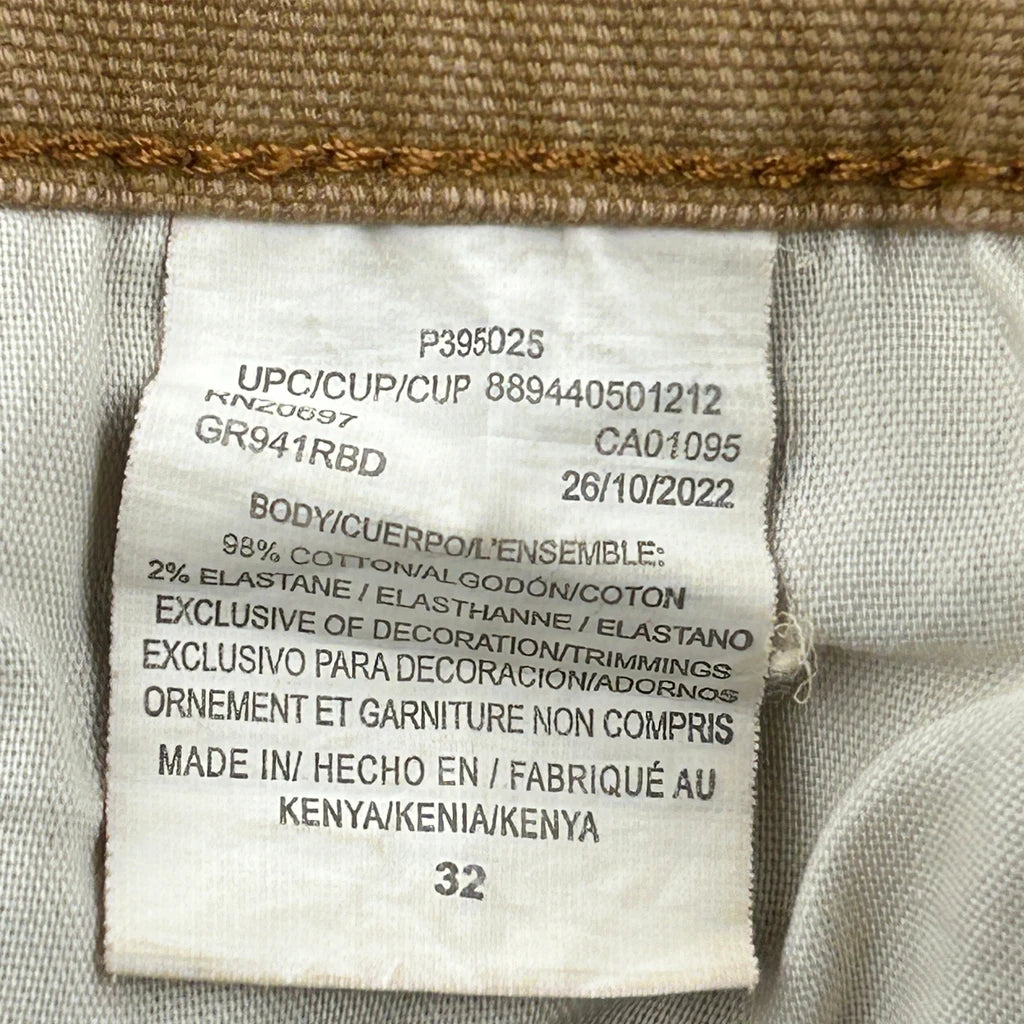 P395025
UPC/CUP/CUP 889440501212
RN20697 CA01095
GR941RBD 26/10/2022
BODY/CUERPO/L'ENSEMBLE:
98% COTTON/ALGODÓN/COTON
2% ELASTANE / ELASTHANNE / ELASTANO
EXCLUSIVE OF DECORATION/TRIMMINGS
EXCLUSIVO PARA DECORACIÓN/ADORNOS
ORNEMENT ET GARNITURE NON COMPRIS
MADE IN/ HECHO EN / FABRIQUÉ AU
KENYA/KENIA/KENYA
32